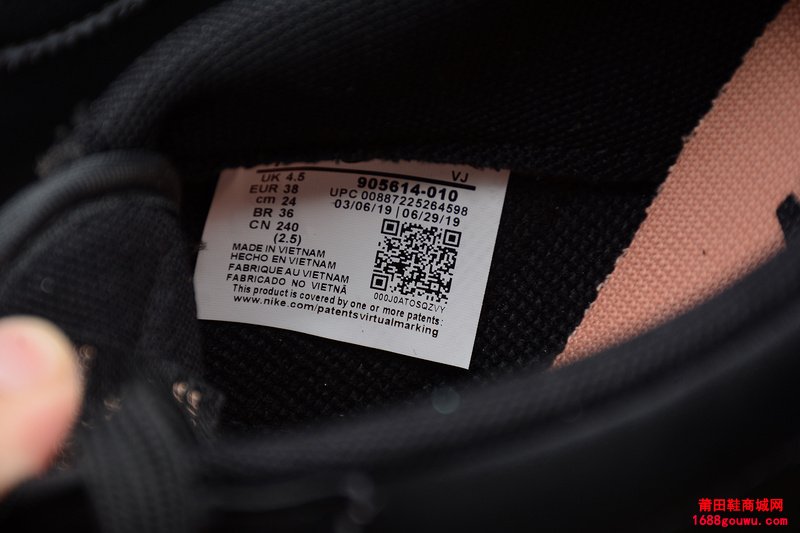 VJ
UK 4.5
EUR 38
cm 24
BR 36
CN 240
(2.5)
905614-010
UPC 00887225264598
03/06/19 | 06/29/19
MADE IN VIETNAM
HECHO EN VIETNAM
FABRIQUE AU VIETNAM
FABRICADO NO VIETNÃ
000J0ATOSQZVY
This product is covered by one or more patents:
www.nike.com/patentsvirtualmarking
莆田鞋商城网
1688gouwu.com